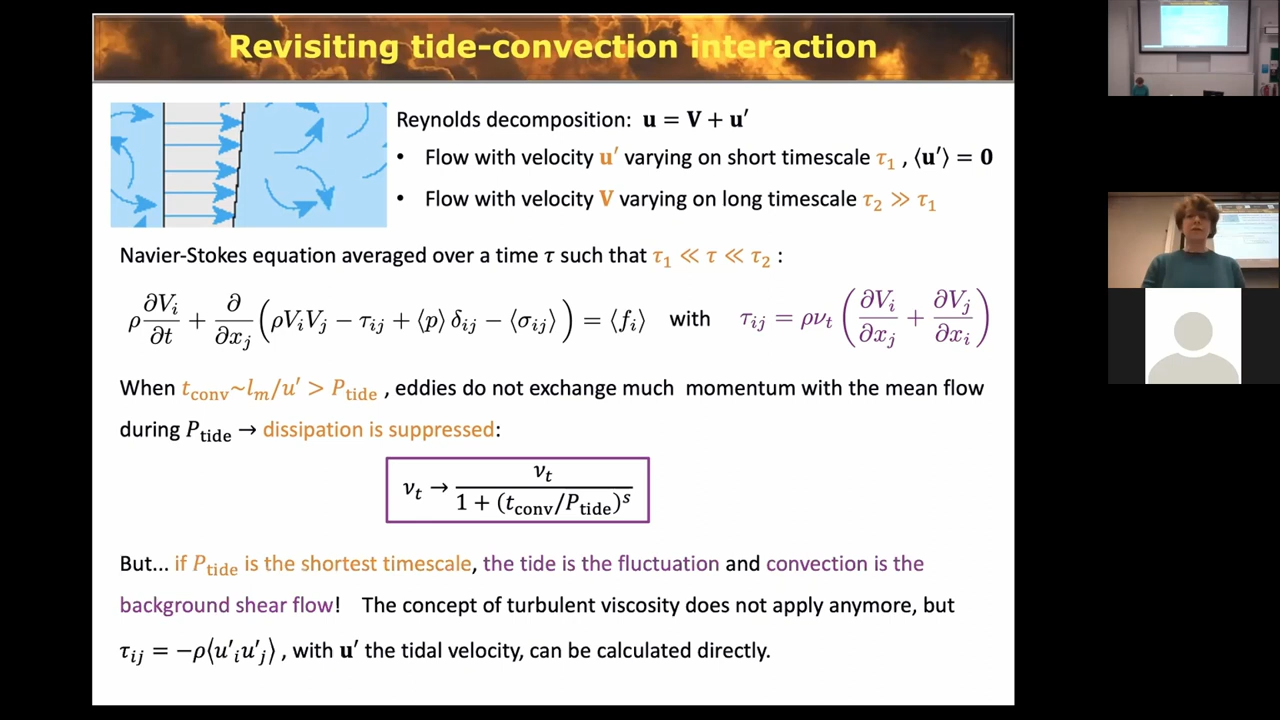 Revisiting tide-convection interaction
Reynolds decomposition: u = V + u′
• Flow with velocity u′ varying on short timescale τ₁ , ⟨u′⟩ = 0
• Flow with velocity V varying on long timescale τ₂ ≫ τ₁
Navier-Stokes equation averaged over a time τ such that τ₁ ≪ τ ≪ τ₂ :
ρ ∂Vᵢ/∂t + ∂/∂xⱼ (ρVᵢVⱼ − τᵢⱼ + ⟨p⟩ δᵢⱼ − ⟨σᵢⱼ⟩) = ⟨fᵢ⟩ with τᵢⱼ = ρνₜ (∂Vᵢ/∂xⱼ + ∂Vⱼ/∂xᵢ)
When t_conv~l_m/u′ > P_tide , eddies do not exchange much momentum with the mean flow
during P_tide → dissipation is suppressed:
νₜ → νₜ / (1 + (t_conv/P_tide)ˢ)
But... if P_tide is the shortest timescale, the tide is the fluctuation and convection is the
background shear flow! The concept of turbulent viscosity does not apply anymore, but
τᵢⱼ = −ρ⟨u′ᵢu′ⱼ⟩ , with u′ the tidal velocity, can be calculated directly.